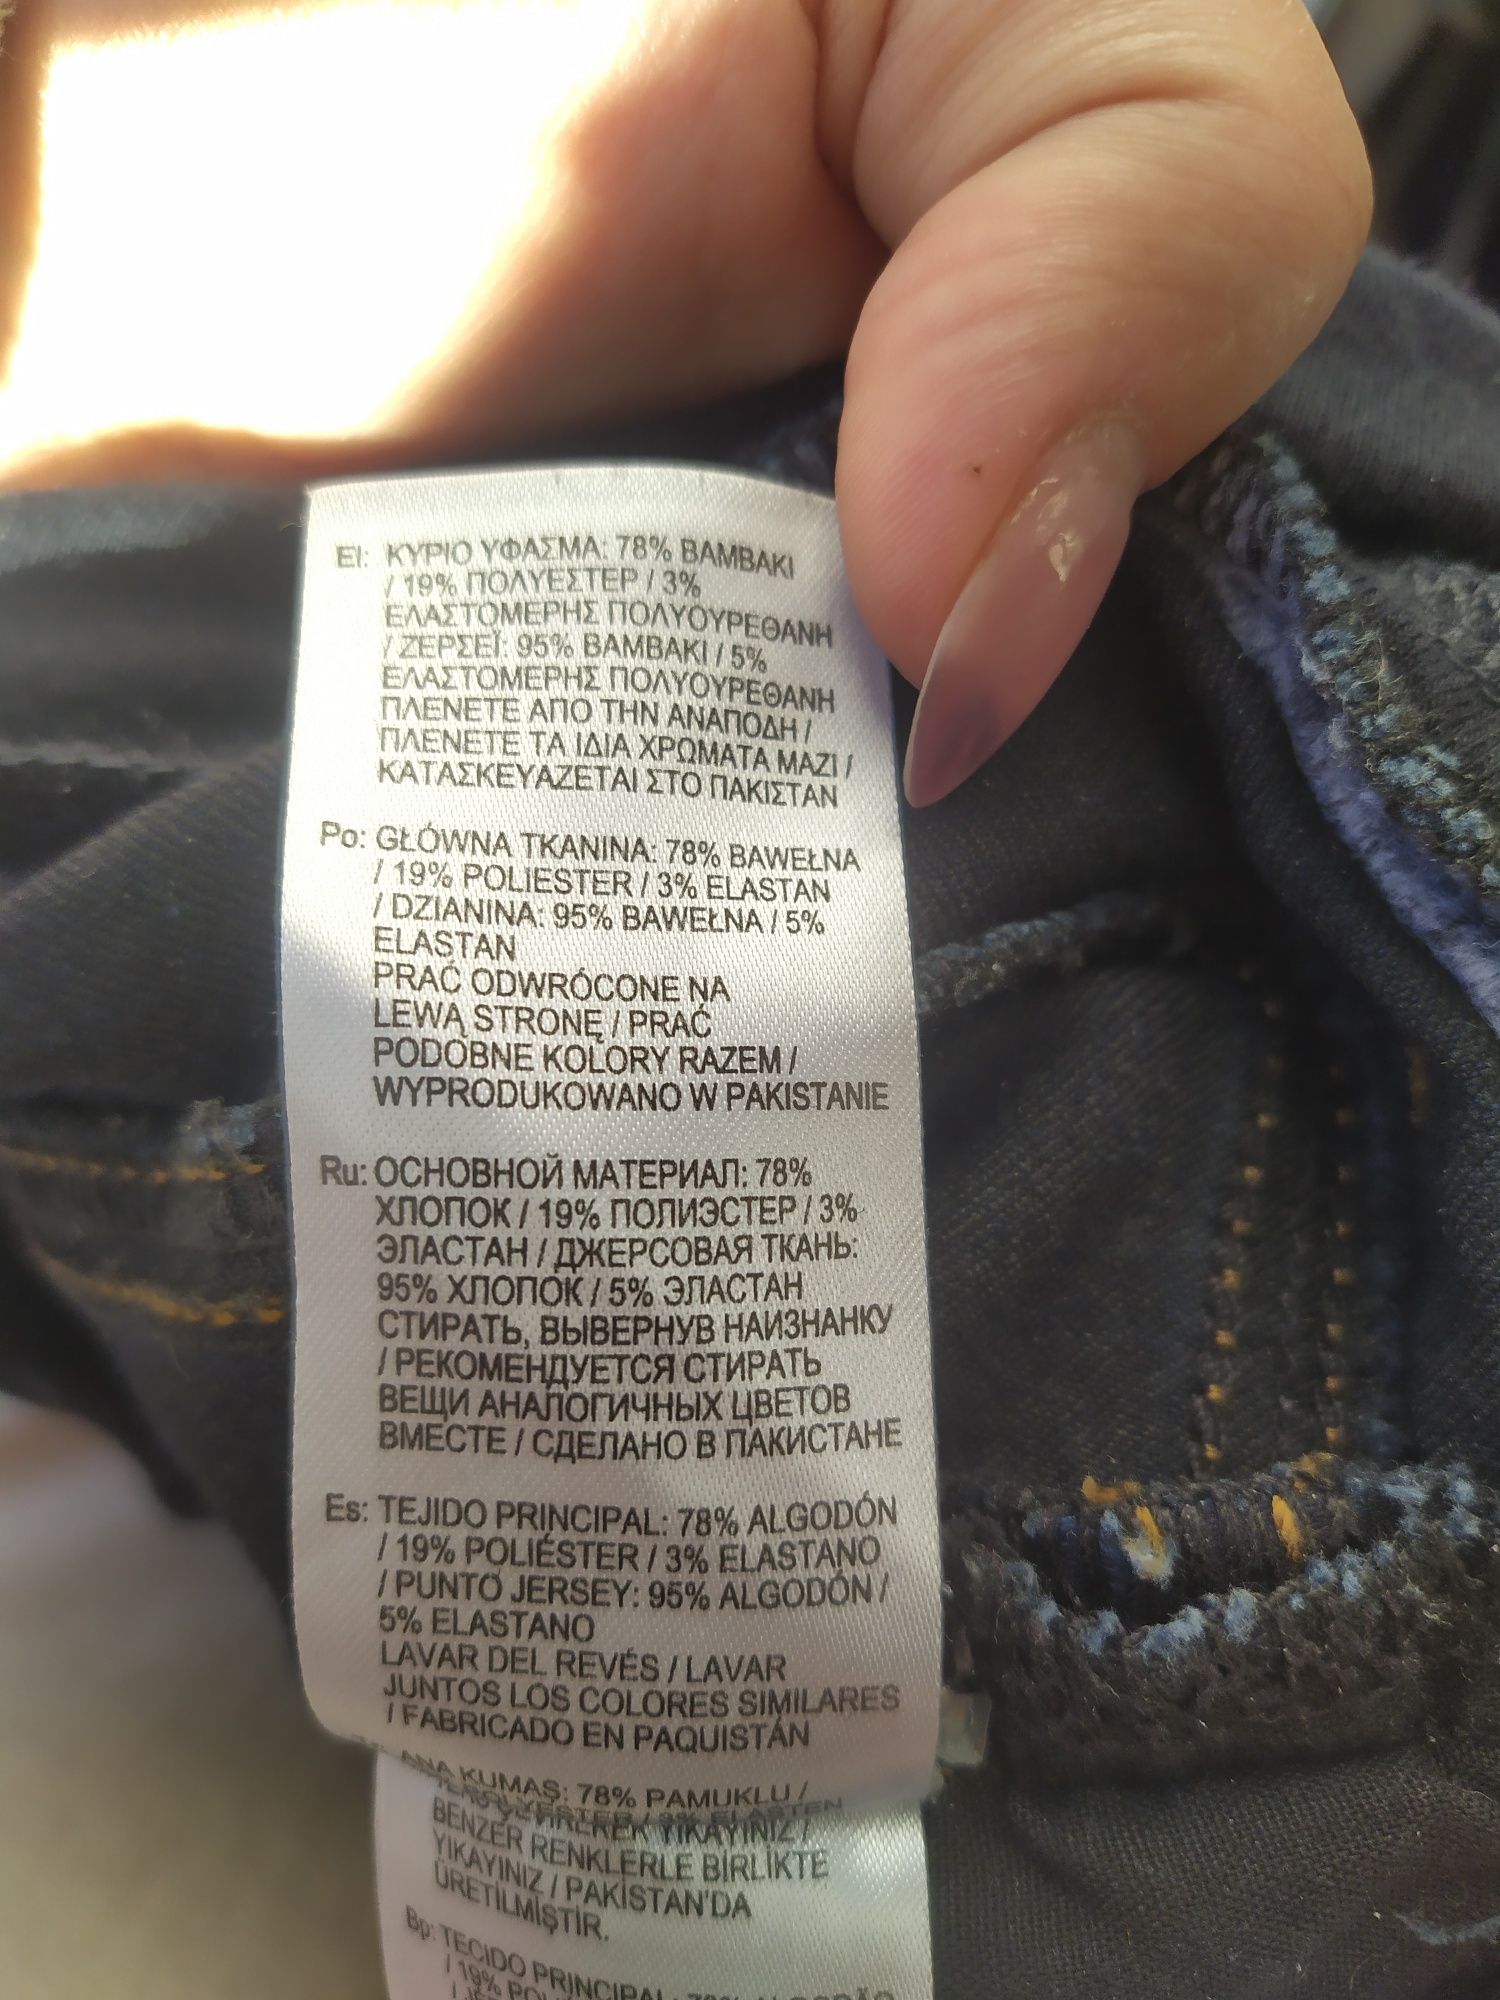 El: ΚΥΡΙΟ ΥΦΑΣΜΑ: 78% ΒΑΜΒΑΚΙ
/ 19% ΠΟΛΥΕΣΤΕΡ / 3%
ΕΛΑΣΤΟΜΕΡΗΣ ΠΟΛΥΟΥΡΕΘΑΝΗ
/ ΖΕΡΣΕΪ: 95% ΒΑΜΒΑΚΙ / 5%
ΕΛΑΣΤΟΜΕΡΗΣ ΠΟΛΥΟΥΡΕΘΑΝΗ
ΠΛΕΝΕΤΕ ΑΠΟ ΤΗΝ ΑΝΑΠΟΔΗ /
ΠΛΕΝΕΤΕ ΤΑ ΙΔΙΑ ΧΡΩΜΑΤΑ ΜΑΖΙ /
ΚΑΤΑΣΚΕΥΑΖΕΤΑΙ ΣΤΟ ΠΑΚΙΣΤΑΝ
Po: GŁÓWNA TKANINA: 78% BAWEŁNA
/ 19% POLIESTER / 3% ELASTAN
/ DZIANINA: 95% BAWEŁNA / 5%
ELASTAN
PRAĆ ODWRÓCONE NA
LEWĄ STRONĘ / PRAĆ
PODOBNE KOLORY RAZEM /
WYPRODUKOWANO W PAKISTANIE
Ru: ОСНОВНОЙ МАТЕРИАЛ: 78%
ХЛОПОК / 19% ПОЛИЭСТЕР / 3%
ЭЛАСТАН / ДЖЕРСОВАЯ ТКАНЬ:
95% ХЛОПОК / 5% ЭЛАСТАН
СТИРАТЬ, ВЫВЕРНУВ НАИЗНАНКУ
/ РЕКОМЕНДУЕТСЯ СТИРАТЬ
ВЕЩИ АНАЛОГИЧНЫХ ЦВЕТОВ
ВМЕСТЕ / СДЕЛАНО В ПАКИСТАНЕ
Es: TEJIDO PRINCIPAL: 78% ALGODÓN
/ 19% POLIÉSTER / 3% ELASTANO
/ PUNTO JERSEY: 95% ALGODÓN /
5% ELASTANO
LAVAR DEL REVÉS / LAVAR
JUNTOS LOS COLORES SIMILARES
/ FABRICADO EN PAQUISTÁN
ANA KUMAŞ: 78% PAMUKLU /
YIKAYINIZ /
BENZER RENKLERLE BİRLİKTE
YIKAYINIZ / PAKİSTAN'DA
ÜRETİLMİŞTİR.
Bp: TECIDO PRINCIPAL:
/ 19%